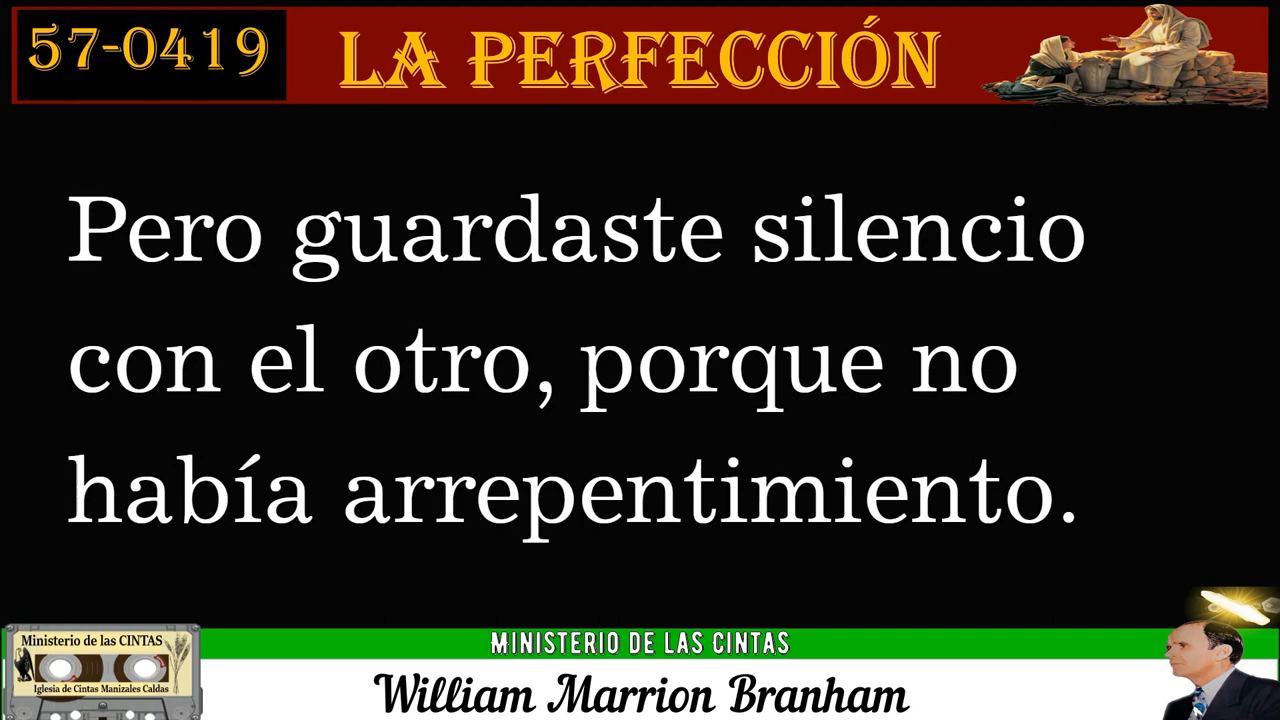 57-0419
LA PERFECCIÓN
Pero guardaste silencio
con el otro, porque no
había arrepentimiento.
Ministerio de las CINTAS
Iglesia de Cintas Manizales Caldas
MINISTERIO DE LAS CINTAS
William Marrion Branham